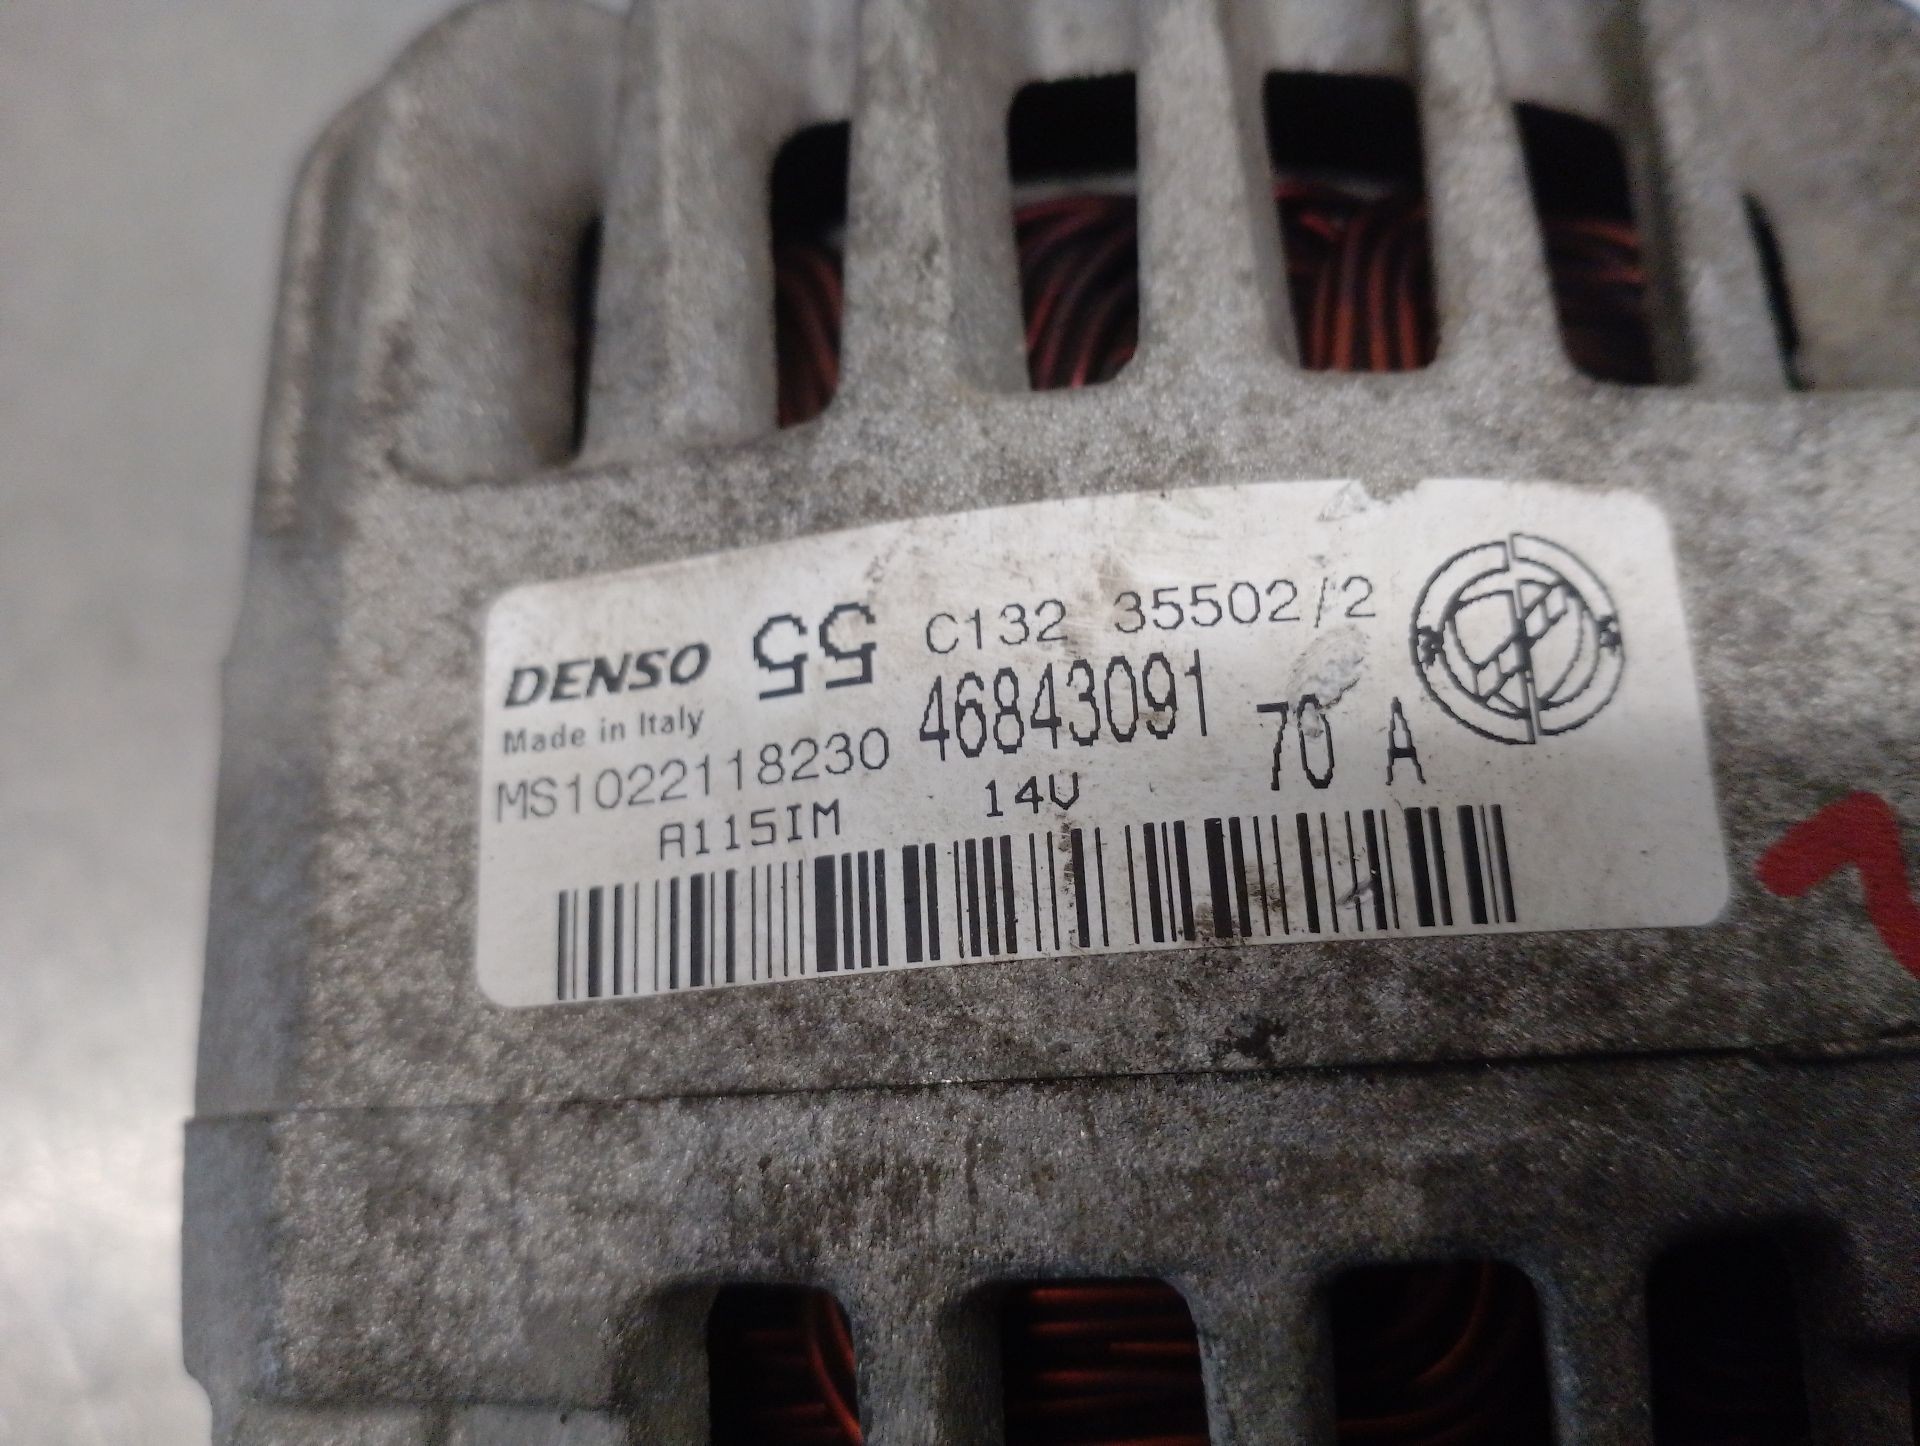 DENSO 55 C132 35502/2
Made in Italy 46843091 70 A
MS1022118230 14V
A115IM